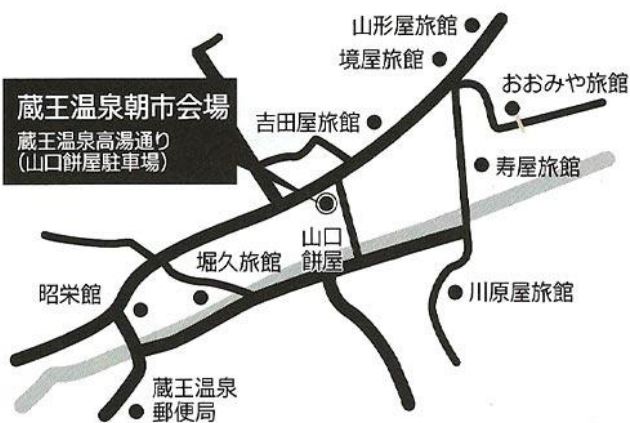 山形屋旅館
境屋旅館
おおみや旅館
蔵王温泉朝市会場
蔵王温泉高湯通り
(山口餅屋駐車場)
吉田屋旅館
寿屋旅館
山口
餅屋
堀久旅館
昭栄館
川原屋旅館
蔵王温泉
郵便局